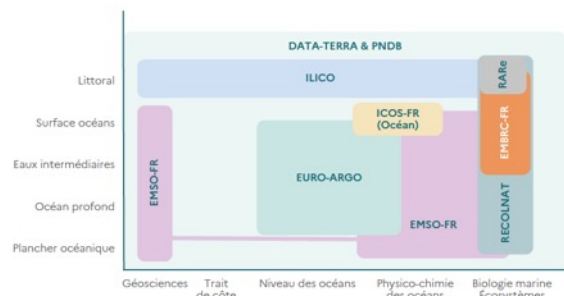 DATA-TERRA & PNDB
Littoral
ILICO
RARe
Surface océans
ICOS-FR
(Océan)
EMBRC-FR
Eaux intermédiaires
EMSO-FR
EURO-ARGO
Océan profond
EMSO-FR
RECOLNAT
Plancher océanique
Géosciences
Trait
de côte
Niveau des océans
Physico-chimie
des océans
Biologie marine
Écosystèmes